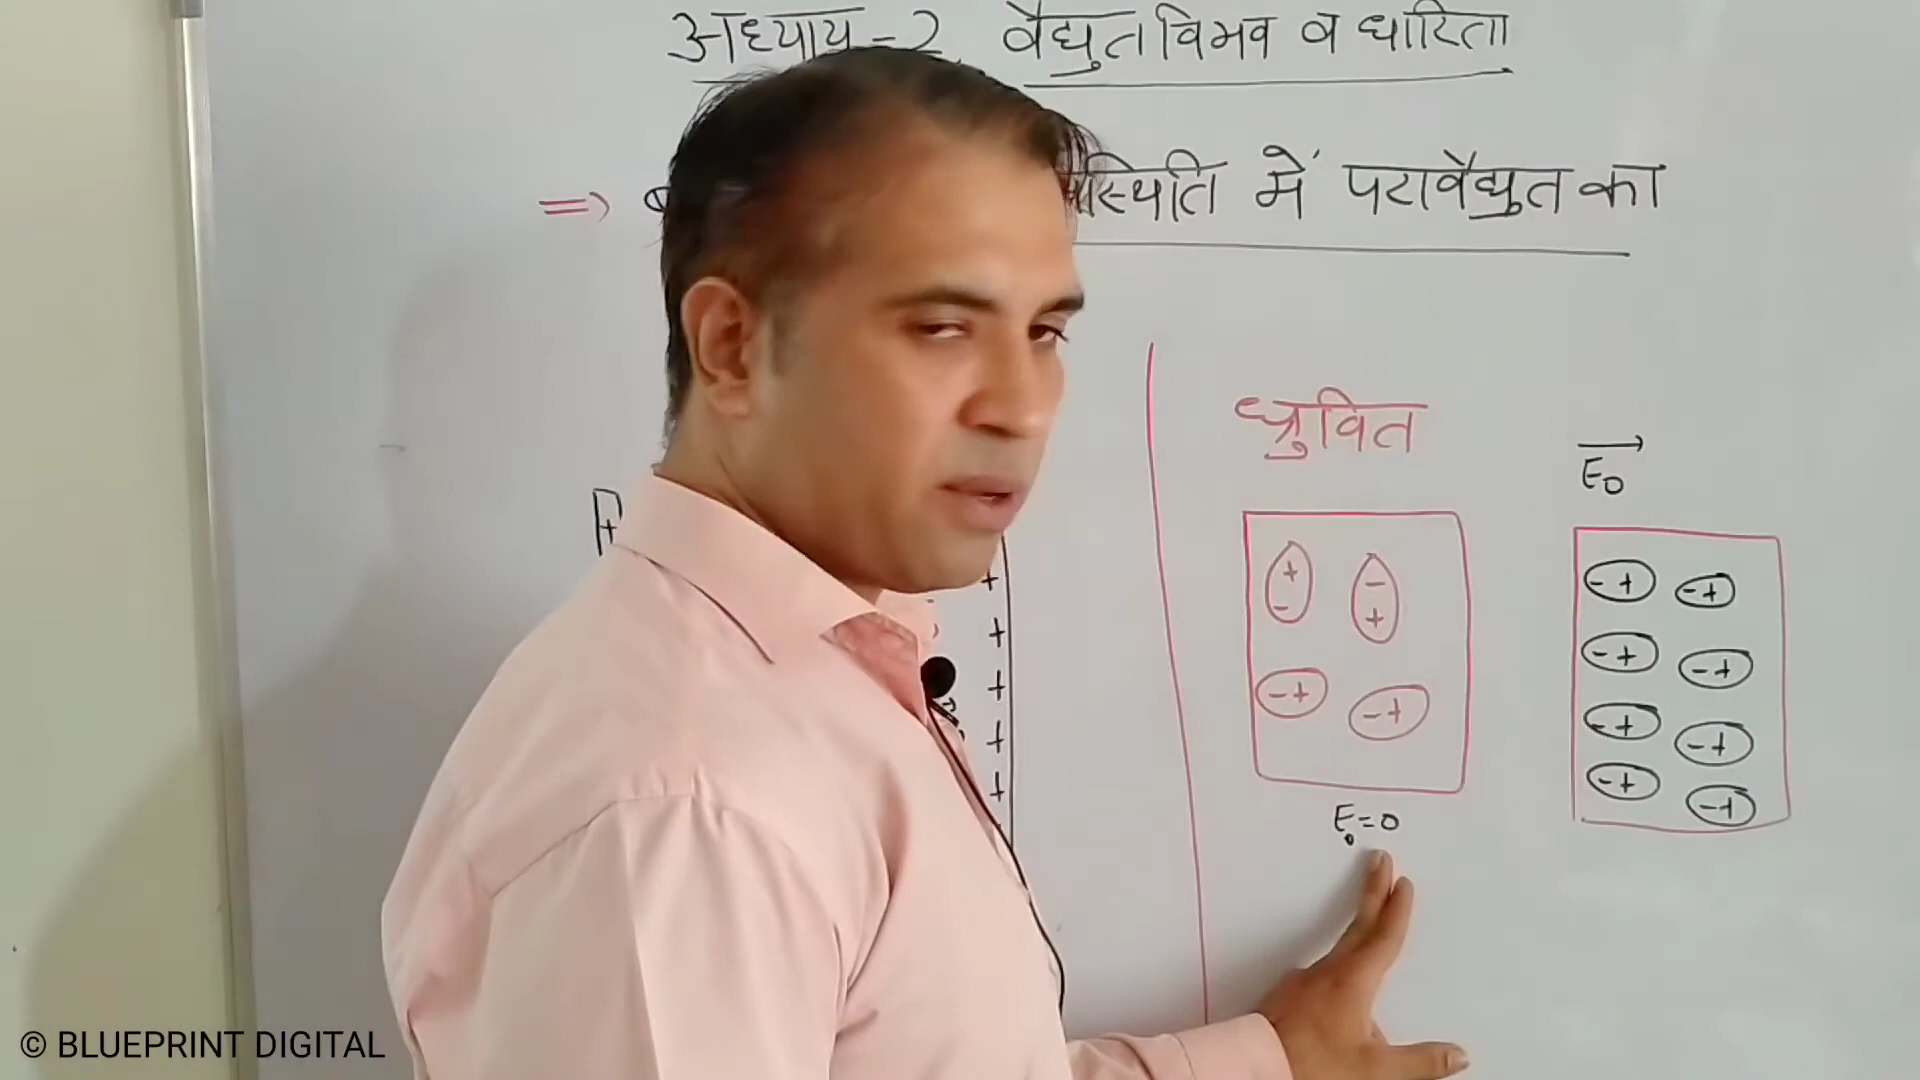 अध्याय-2 वैद्युत विभव व धारिता
⇒ में परावैद्युत का
ध्रुवित
E₀
+ - + - + - +
- + - + - +
+ - + - +
- + - + - + - +
+ - + - +
+ - +
E₀=0
© BLUEPRINT DIGITAL